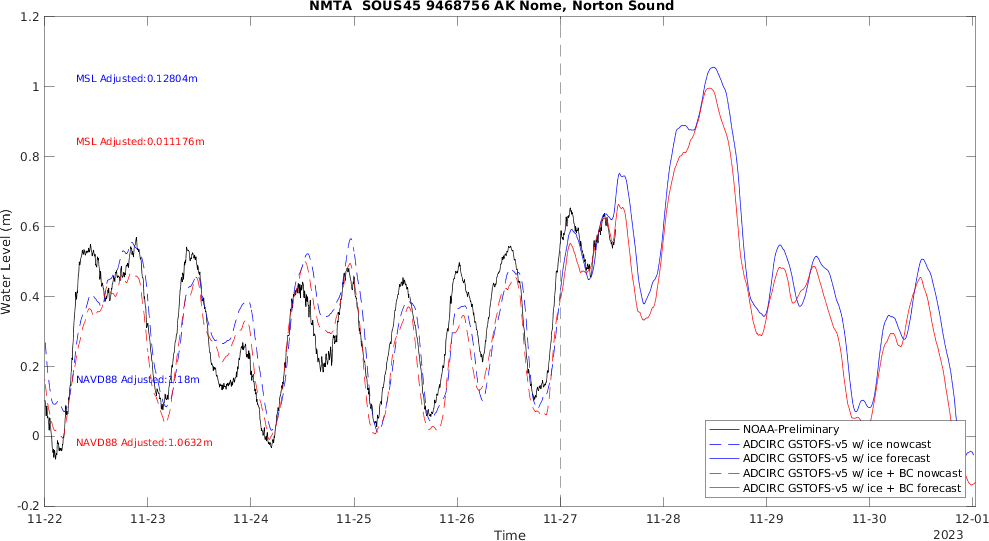 NMTA SOUS45 9468756 AK Nome, Norton Sound
1.2
1
0.8
0.6
0.4
0.2
0
-0.2
Water Level (m)
MSL Adjusted:0.12804m
MSL Adjusted:0.011176m
NAVD88 Adjusted:1.18m
NAVD88 Adjusted:1.0632m
NOAA-Preliminary
ADCIRC GSTOFS-v5 w/ ice nowcast
ADCIRC GSTOFS-v5 w/ ice forecast
ADCIRC GSTOFS-v5 w/ ice + BC nowcast
ADCIRC GSTOFS-v5 w/ ice + BC forecast
11-22 11-23 11-24 11-25 11-26 11-27 11-28 11-29 11-30 12-01
Time
2023